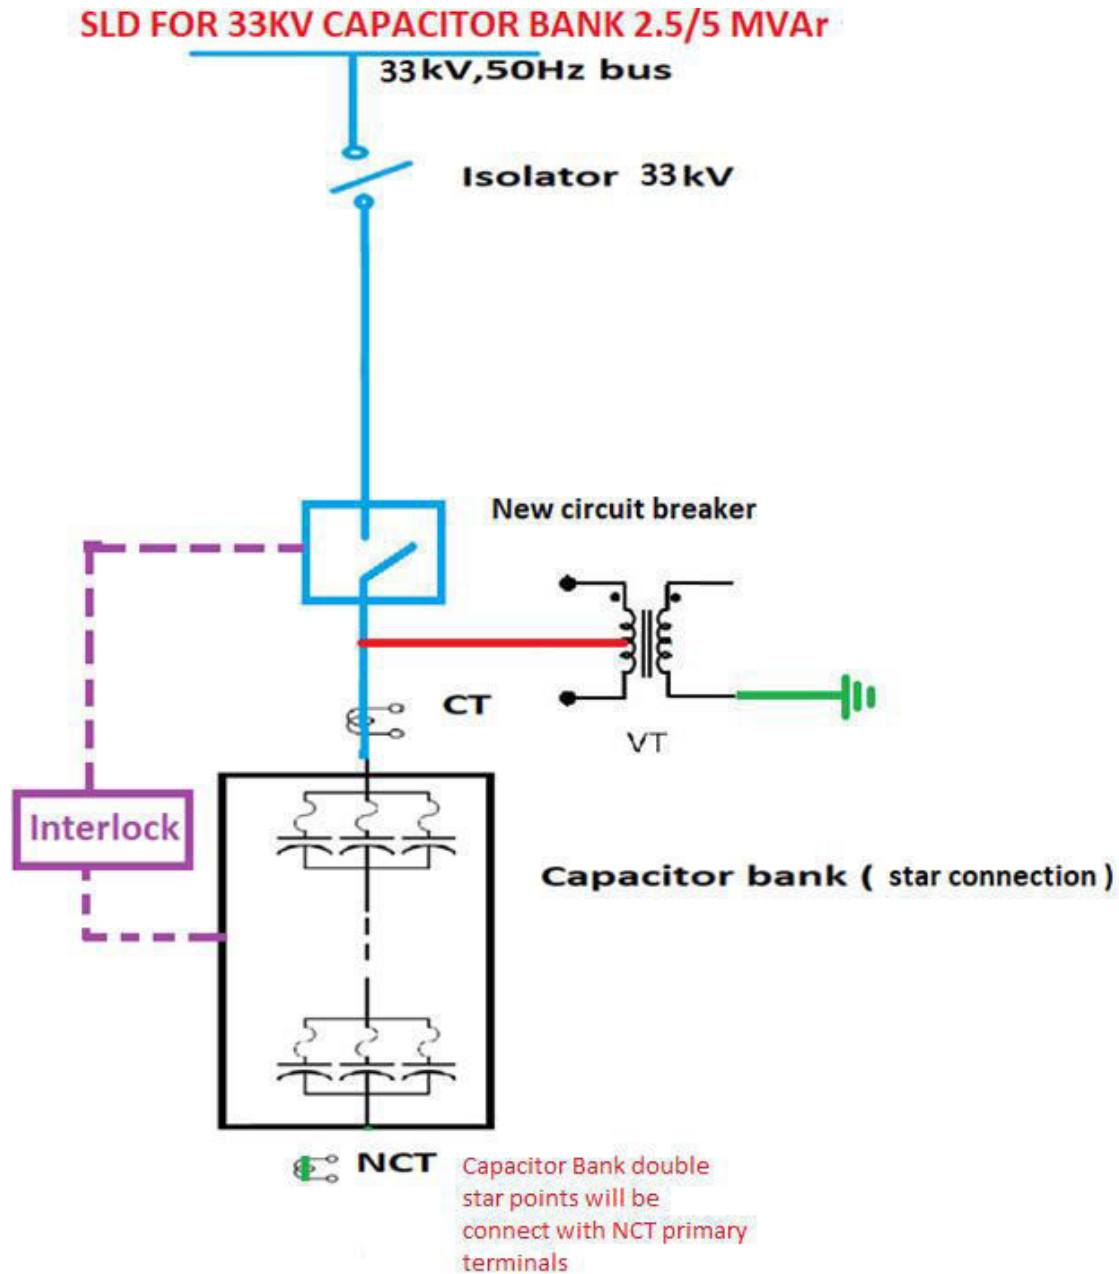 SLD FOR 33KV CAPACITOR BANK 2.5/5 MVAr
33kV,50Hz bus
Isolator 33kV
New circuit breaker
CT
VT
Interlock
Capacitor bank ( star connection )
NCT
Capacitor Bank double
star points will be
connect with NCT primary
terminals